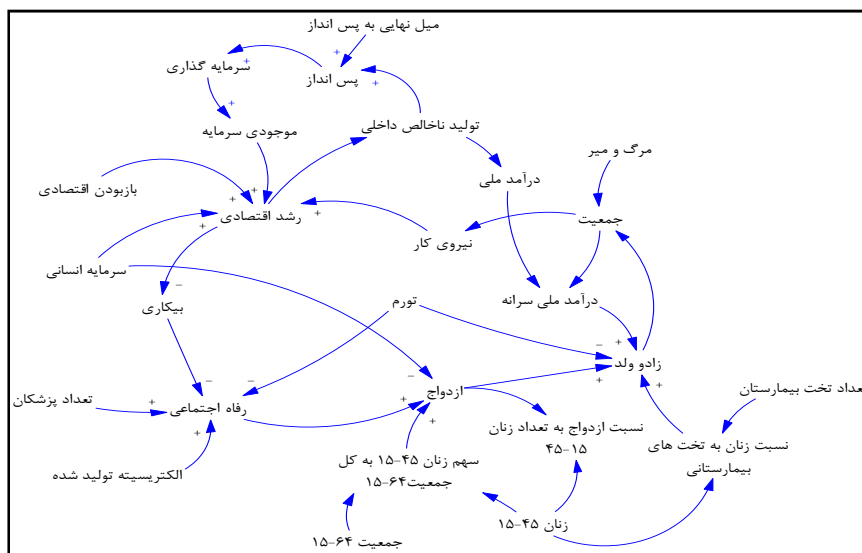 میل نهایی به پس انداز
سرمایه گذاری
پس انداز
موجودی سرمایه
تولید ناخالص داخلی
مرگ و میر
بازبودن اقتصادی
درآمد ملی
رشد اقتصادی
جمعیت
نیروی کار
سرمایه انسانی
بیکاری
تورم
درآمد ملی سرانه
زادو ولد
تعداد پزشکان
رفاه اجتماعی
ازدواج
عداد تخت بیمارستان
نسبت ازدواج به تعداد زنان
۴۵-۱۵
نسبت زنان به تخت های
بیمارستانی
سهم زنان ۴۵-۱۵ به کل
جمعیت۶۴-۱۵
الکتریسیته تولید شده
زنان ۴۵-۱۵
جمعیت ۶۴-۱۵